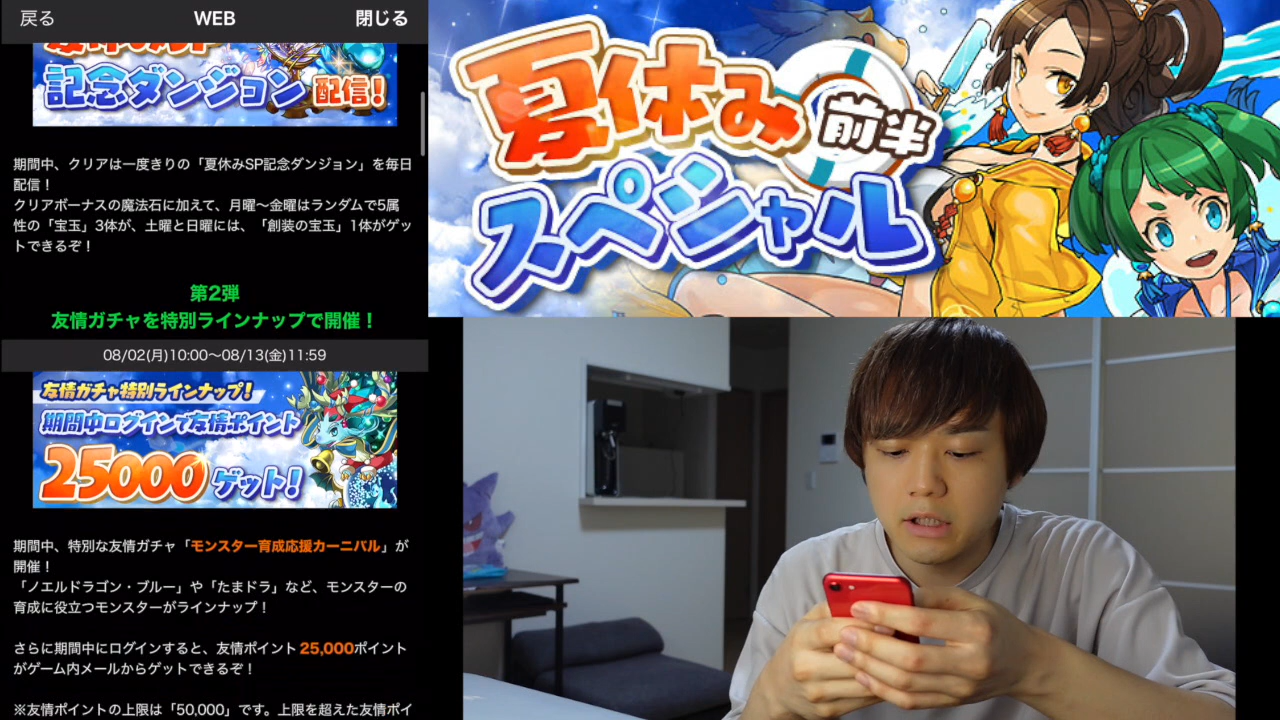 戻る
WEB
閉じる
記念ダンジョン 配信！
期間中、クリアは一度きりの「夏休みSP記念ダンジョン」を毎日
配信！
クリアボーナスの魔法石に加えて、月曜〜金曜はランダムで5属
性の「宝玉」3体が、土曜と日曜には、「創装の宝玉」1体がゲッ
トできるぞ！
第2弾
友情ガチャを特別ラインナップで開催！
08/02(月)10:00〜08/13(金)11:59
友情ガチャ特別ラインナップ！
期間中ログインで友情ポイント
25000ゲット！
期間中、特別な友情ガチャ「モンスター育成応援カーニバル」が
開催！
「ノエルドラゴン・ブルー」や「たまドラ」など、モンスターの
育成に役立つモンスターがラインナップ！
さらに期間中にログインすると、友情ポイント 25,000ポイント
がゲーム内メールからゲットできるぞ！
※友情ポイントの上限は「50,000」です。上限を超えた友情ポイ
夏休み 前半
スペシャル